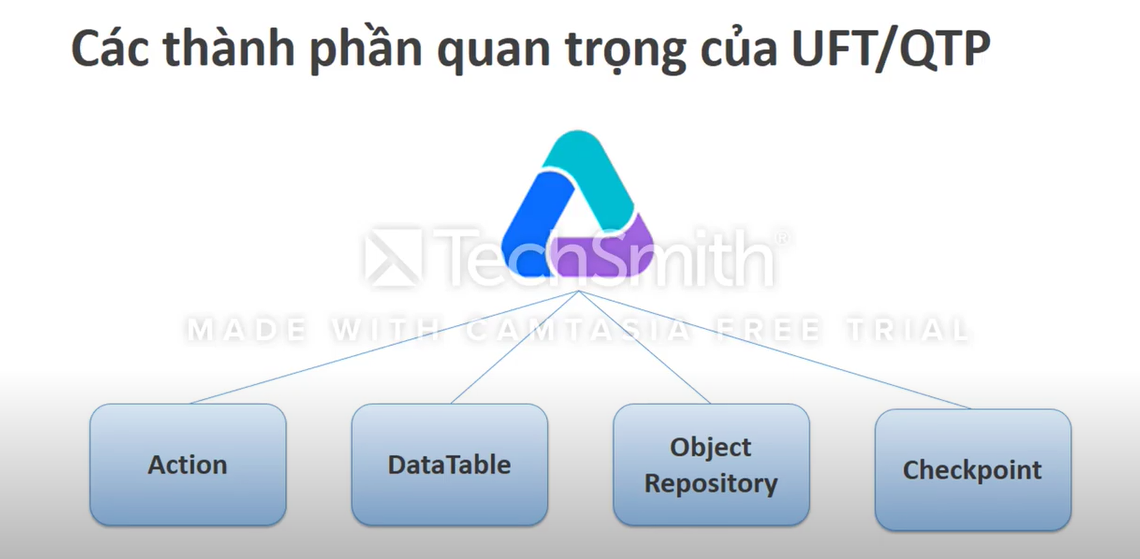 Các thành phần quan trọng của UFT/QTP
TechSmith®
MADE WITH CAMTASIA FREE TRIAL
Action
DataTable
Object
Repository
Checkpoint